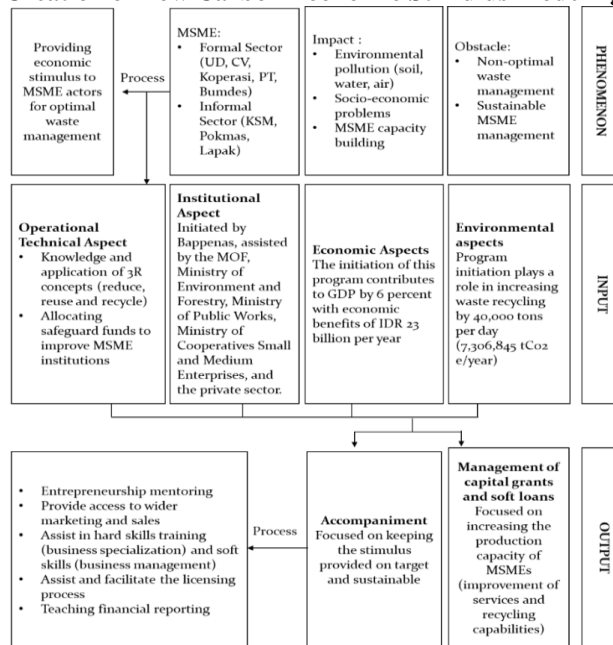 Providing
economic
stimulus to
MSME actors
for optimal
waste
management
Process
MSME:
• Formal Sector
(UD, CV,
Koperasi, PT,
Bumdes)
• Informal
Sector (KSM,
Pokmas,
Lapak)
Impact :
• Environmental
pollution (soil,
water, air)
• Socio-economic
problems
• MSME capacity
building
Obstacle:
• Non-optimal
waste
management
• Sustainable
MSME
management
PHENOMENON
Operational
Technical Aspect
• Knowledge and
application of 3R
concepts (reduce,
reuse and recycle)
• Allocating
safeguard funds to
improve MSME
institutions
Institutional
Aspect
Initiated by
Bappenas, assisted
by the MOF,
Ministry of
Environment and
Forestry, Ministry
of Public Works,
Ministry of
Cooperatives Small
and Medium
Enterprises, and
the private sector.
Economic Aspects
The initiation of this
program contributes
to GDP by 6 percent
with economic
benefits of IDR 23
billion per year
Environmental
aspects
Program
initiation plays a
role in increasing
waste recycling
by 40,000 tons
per day
(7,306,845 tCo2
e/year)
INPUT
• Entrepreneurship mentoring
• Provide access to wider
marketing and sales
• Assist in hard skills training
(business specialization) and soft
skills (business management)
• Assist and facilitate the licensing
process
• Teaching financial reporting
Process
Accompaniment
Focused on keeping
the stimulus
provided on target
and sustainable
Management of
capital grants
and soft loans
Focused on
increasing the
production
capacity of
MSMEs
(improvement of
services and
recycling
capabilities)
OUTPUT